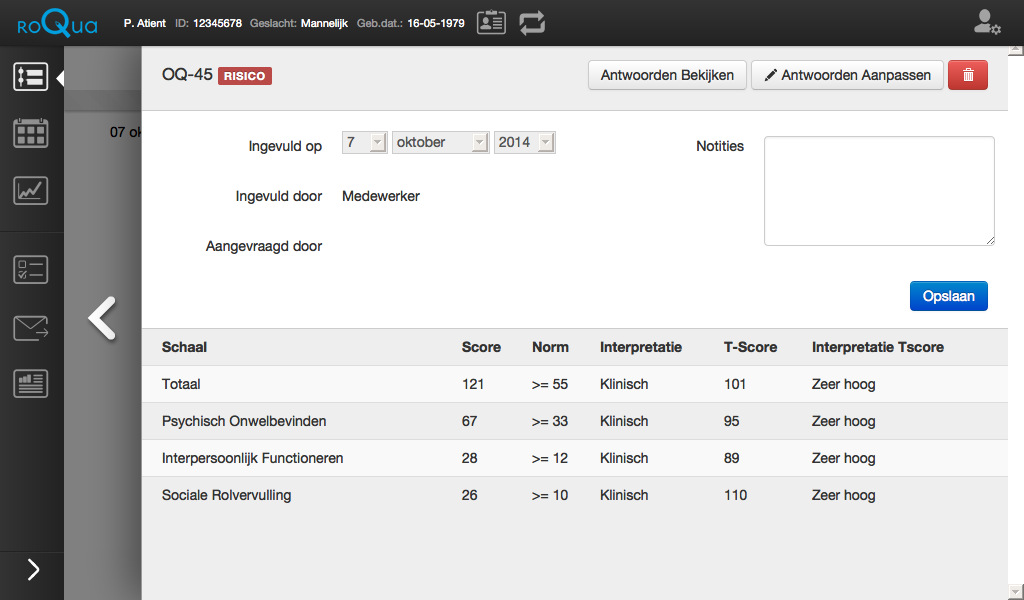 roQua P. Atient ID: 12345678 Geslacht: Mannelijk Geb.dat.: 16-05-1979
OQ-45 RISICO Antwoorden Bekijken Antwoorden Aanpassen
07 ok
Ingevuld op 7 oktober 2014 Notities
Ingevuld door Medewerker
Aangevraagd door
Opslaan
Schaal Score Norm Interpretatie T-Score Interpretatie Tscore
Totaal 121 >= 55 Klinisch 101 Zeer hoog
Psychisch Onwelbevinden 67 >= 33 Klinisch 95 Zeer hoog
Interpersoonlijk Functioneren 28 >= 12 Klinisch 89 Zeer hoog
Sociale Rolvervulling 26 >= 10 Klinisch 110 Zeer hoog